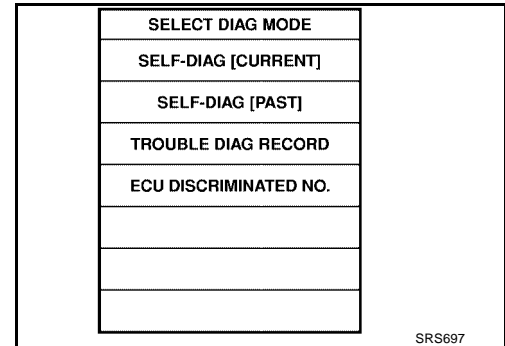 SELECT DIAG MODE
SELF-DIAG [CURRENT]
SELF-DIAG [PAST]
TROUBLE DIAG RECORD
ECU DISCRIMINATED NO.
SRS697